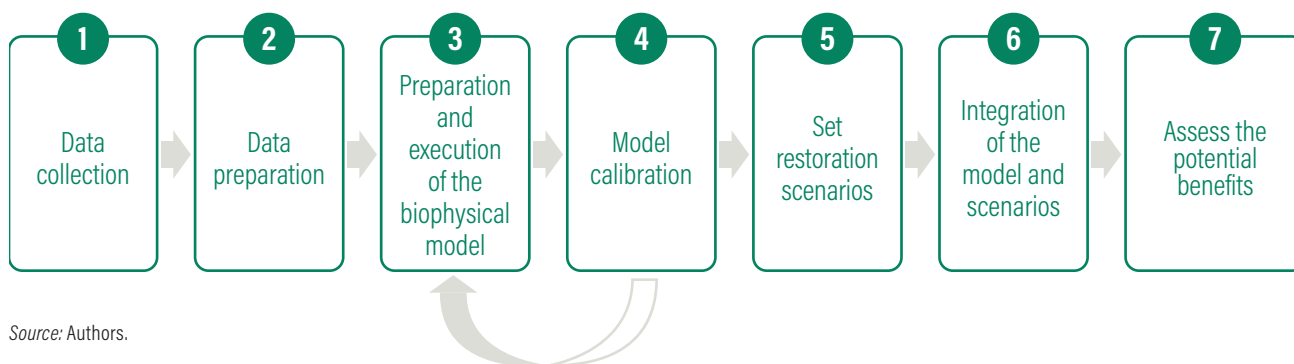 1
Data
collection
2
Data
preparation
3
Preparation
and
execution
of the
biophysical
model
4
Model
calibration
5
Set
restoration
scenarios
6
Integration
of the
model and
scenarios
7
Assess the
potential
benefits
Source: Authors.